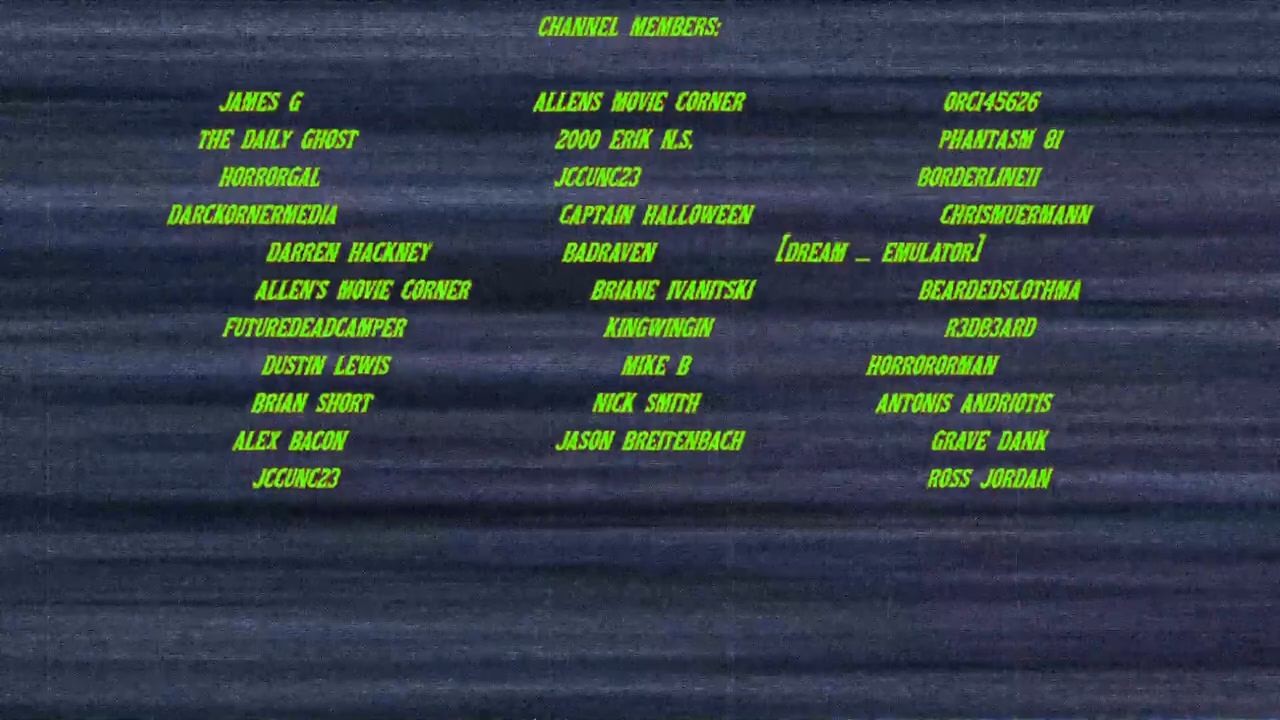 CHANNEL MEMBERS:
JAMES G ALLENS MOVIE CORNER ORC145626
THE DAILY GHOST 2000 ERIK N.S. PHANTASM 81
HORRORGAL JCCUNC23 BORDERLINE11
DARCKORNERMEDIA CAPTAIN HALLOWEEN CHRISMUERMANN
DARREN HACKNEY BADRAVEN [DREAM _ EMULATOR]
ALLEN'S MOVIE CORNER BRIANE IVANITSKI BEARDEDSLOTHMA
FUTUREDEADCAMPER KINGWINGIN R3DB3ARD
DUSTIN LEWIS MIKE B HORRORORMAN
BRIAN SHORT NICK SMITH ANTONIS ANDRIOTIS
ALEX BACON JASON BREITENBACH GRAVE DANK
JCCUNC23 ROSS JORDAN